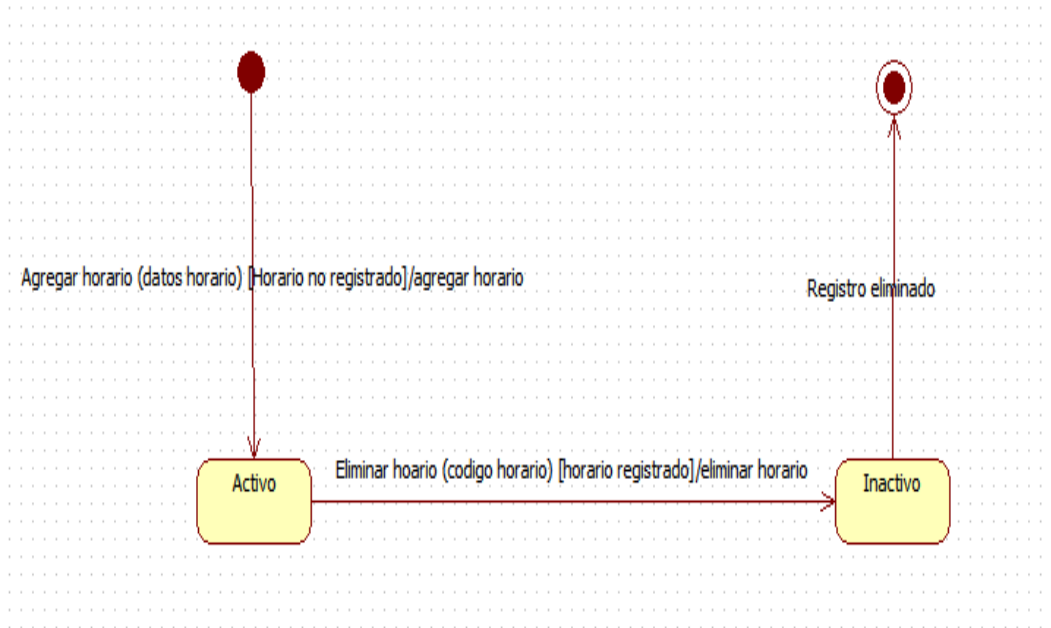 Agregar horario (datos horario) [Horario no registrado]/agregar horario
Registro eliminado
Eliminar hoario (codigo horario) [horario registrado]/eliminar horario
Activo
Inactivo